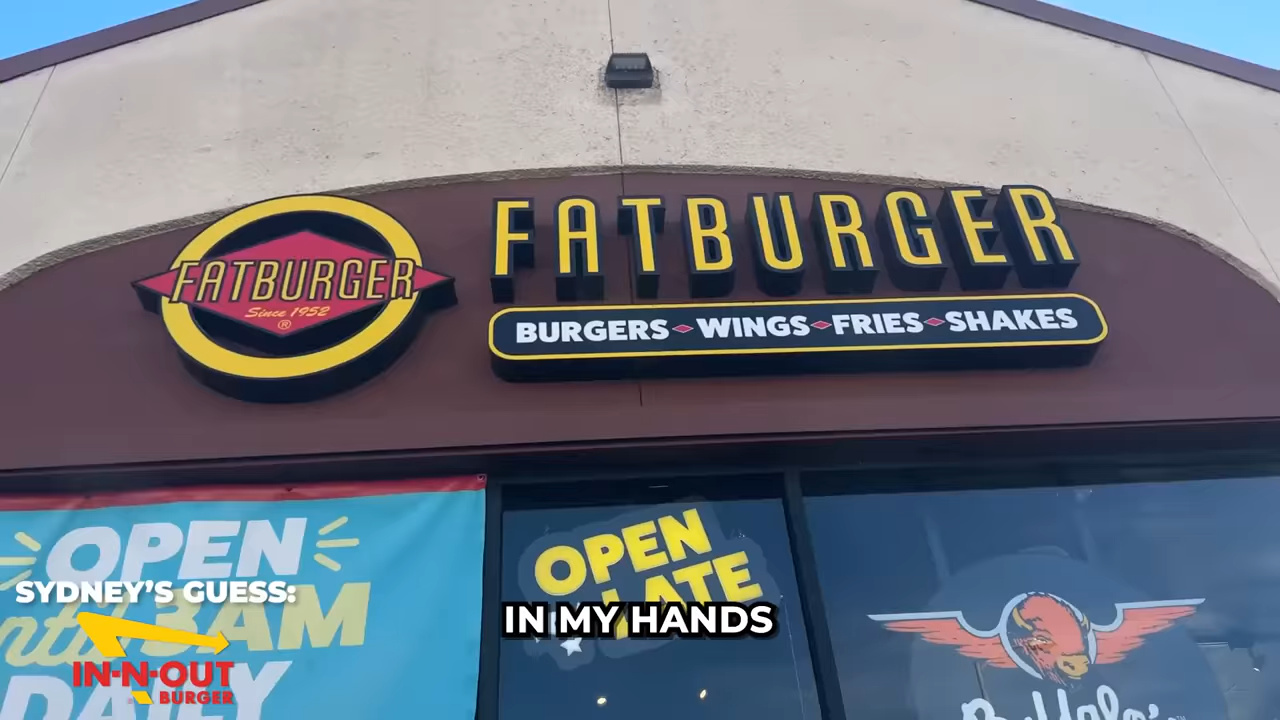 FATBURGER
Since 1952
®
FATBURGER
BURGERS WINGS FRIES SHAKES
OPEN
3AM
DAILY
OPEN
LATE
SYDNEY'S GUESS:
IN-N-OUT
BURGER
IN MY HANDS